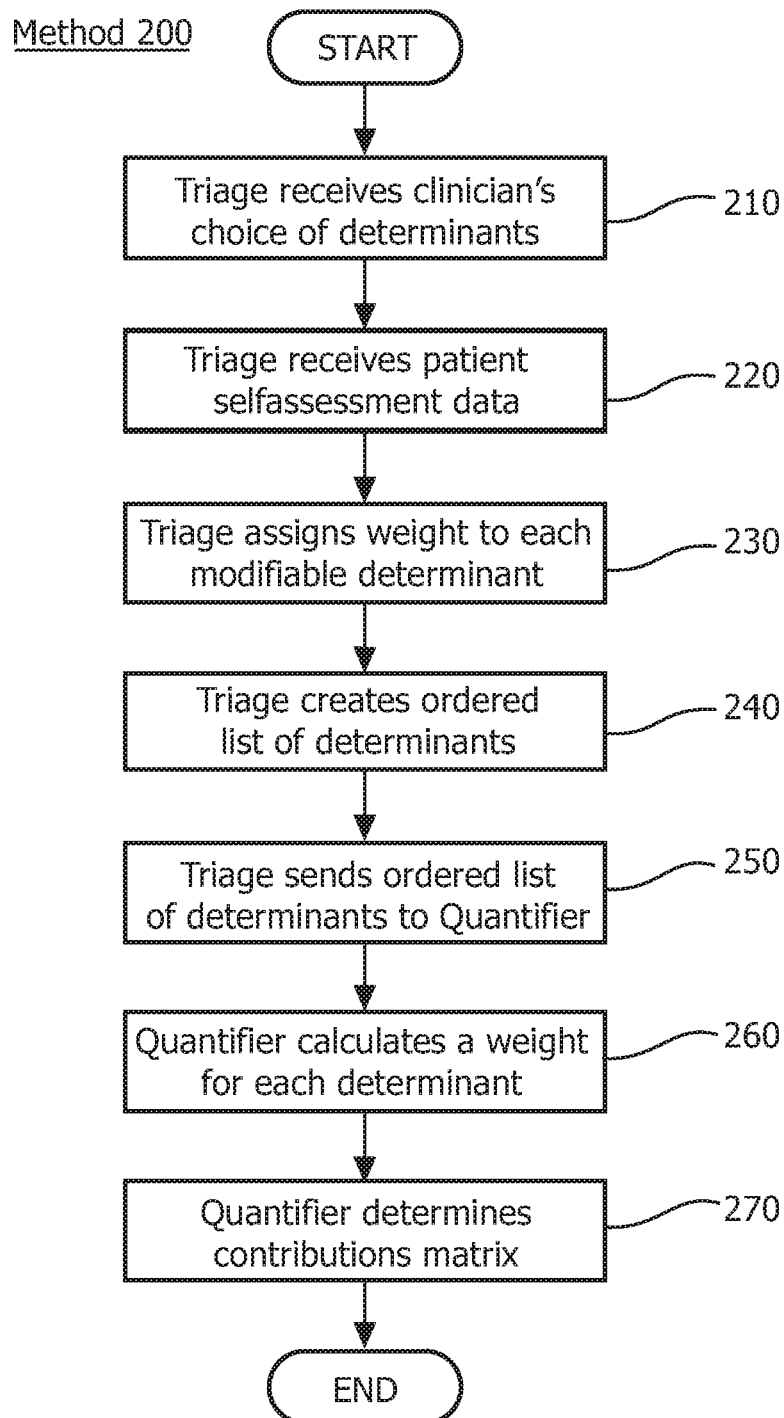 Method 200
START
Triage receives clinician's
choice of determinants
210
Triage receives patient
selfassessment data
220
Triage assigns weight to each
modifiable determinant
230
Triage creates ordered
list of determinants
240
Triage sends ordered list
of determinants to Quantifier
250
Quantifier calculates a weight
for each determinant
260
Quantifier determines
contributions matrix
270
END